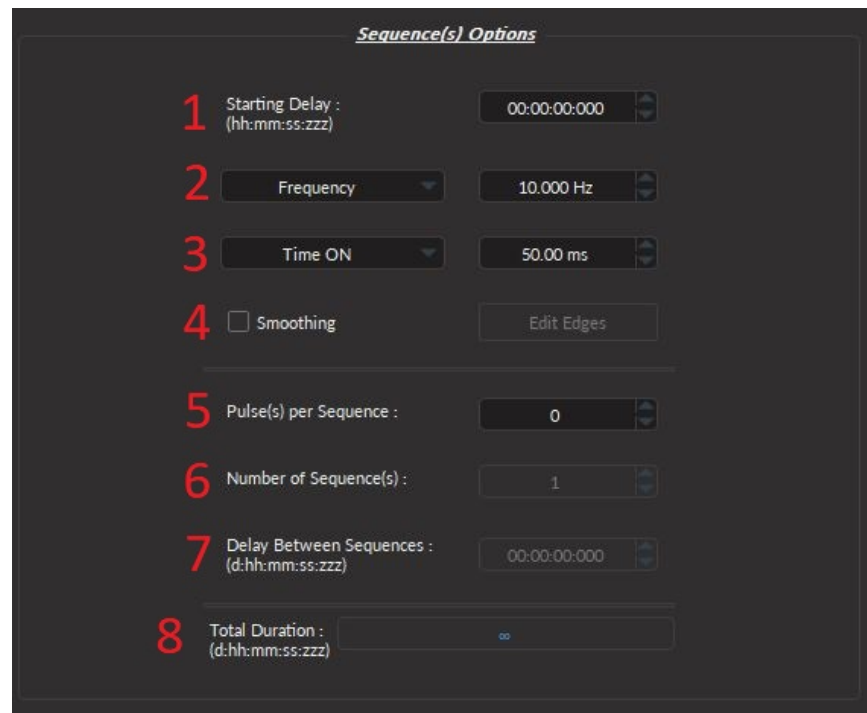 Sequence(s) Options
1 Starting Delay : 00:00:00:000
(hh:mm:ss:zzz)
2 Frequency 10.000 Hz
3 Time ON 50.00 ms
4 Smoothing Edit Edges
5 Pulse(s) per Sequence : 0
6 Number of Sequence(s) : 1
7 Delay Between Sequences : 00:00:00:000
(d:hh:mm:ss:zzz)
8 Total Duration : ∞
(d:hh:mm:ss:zzz)